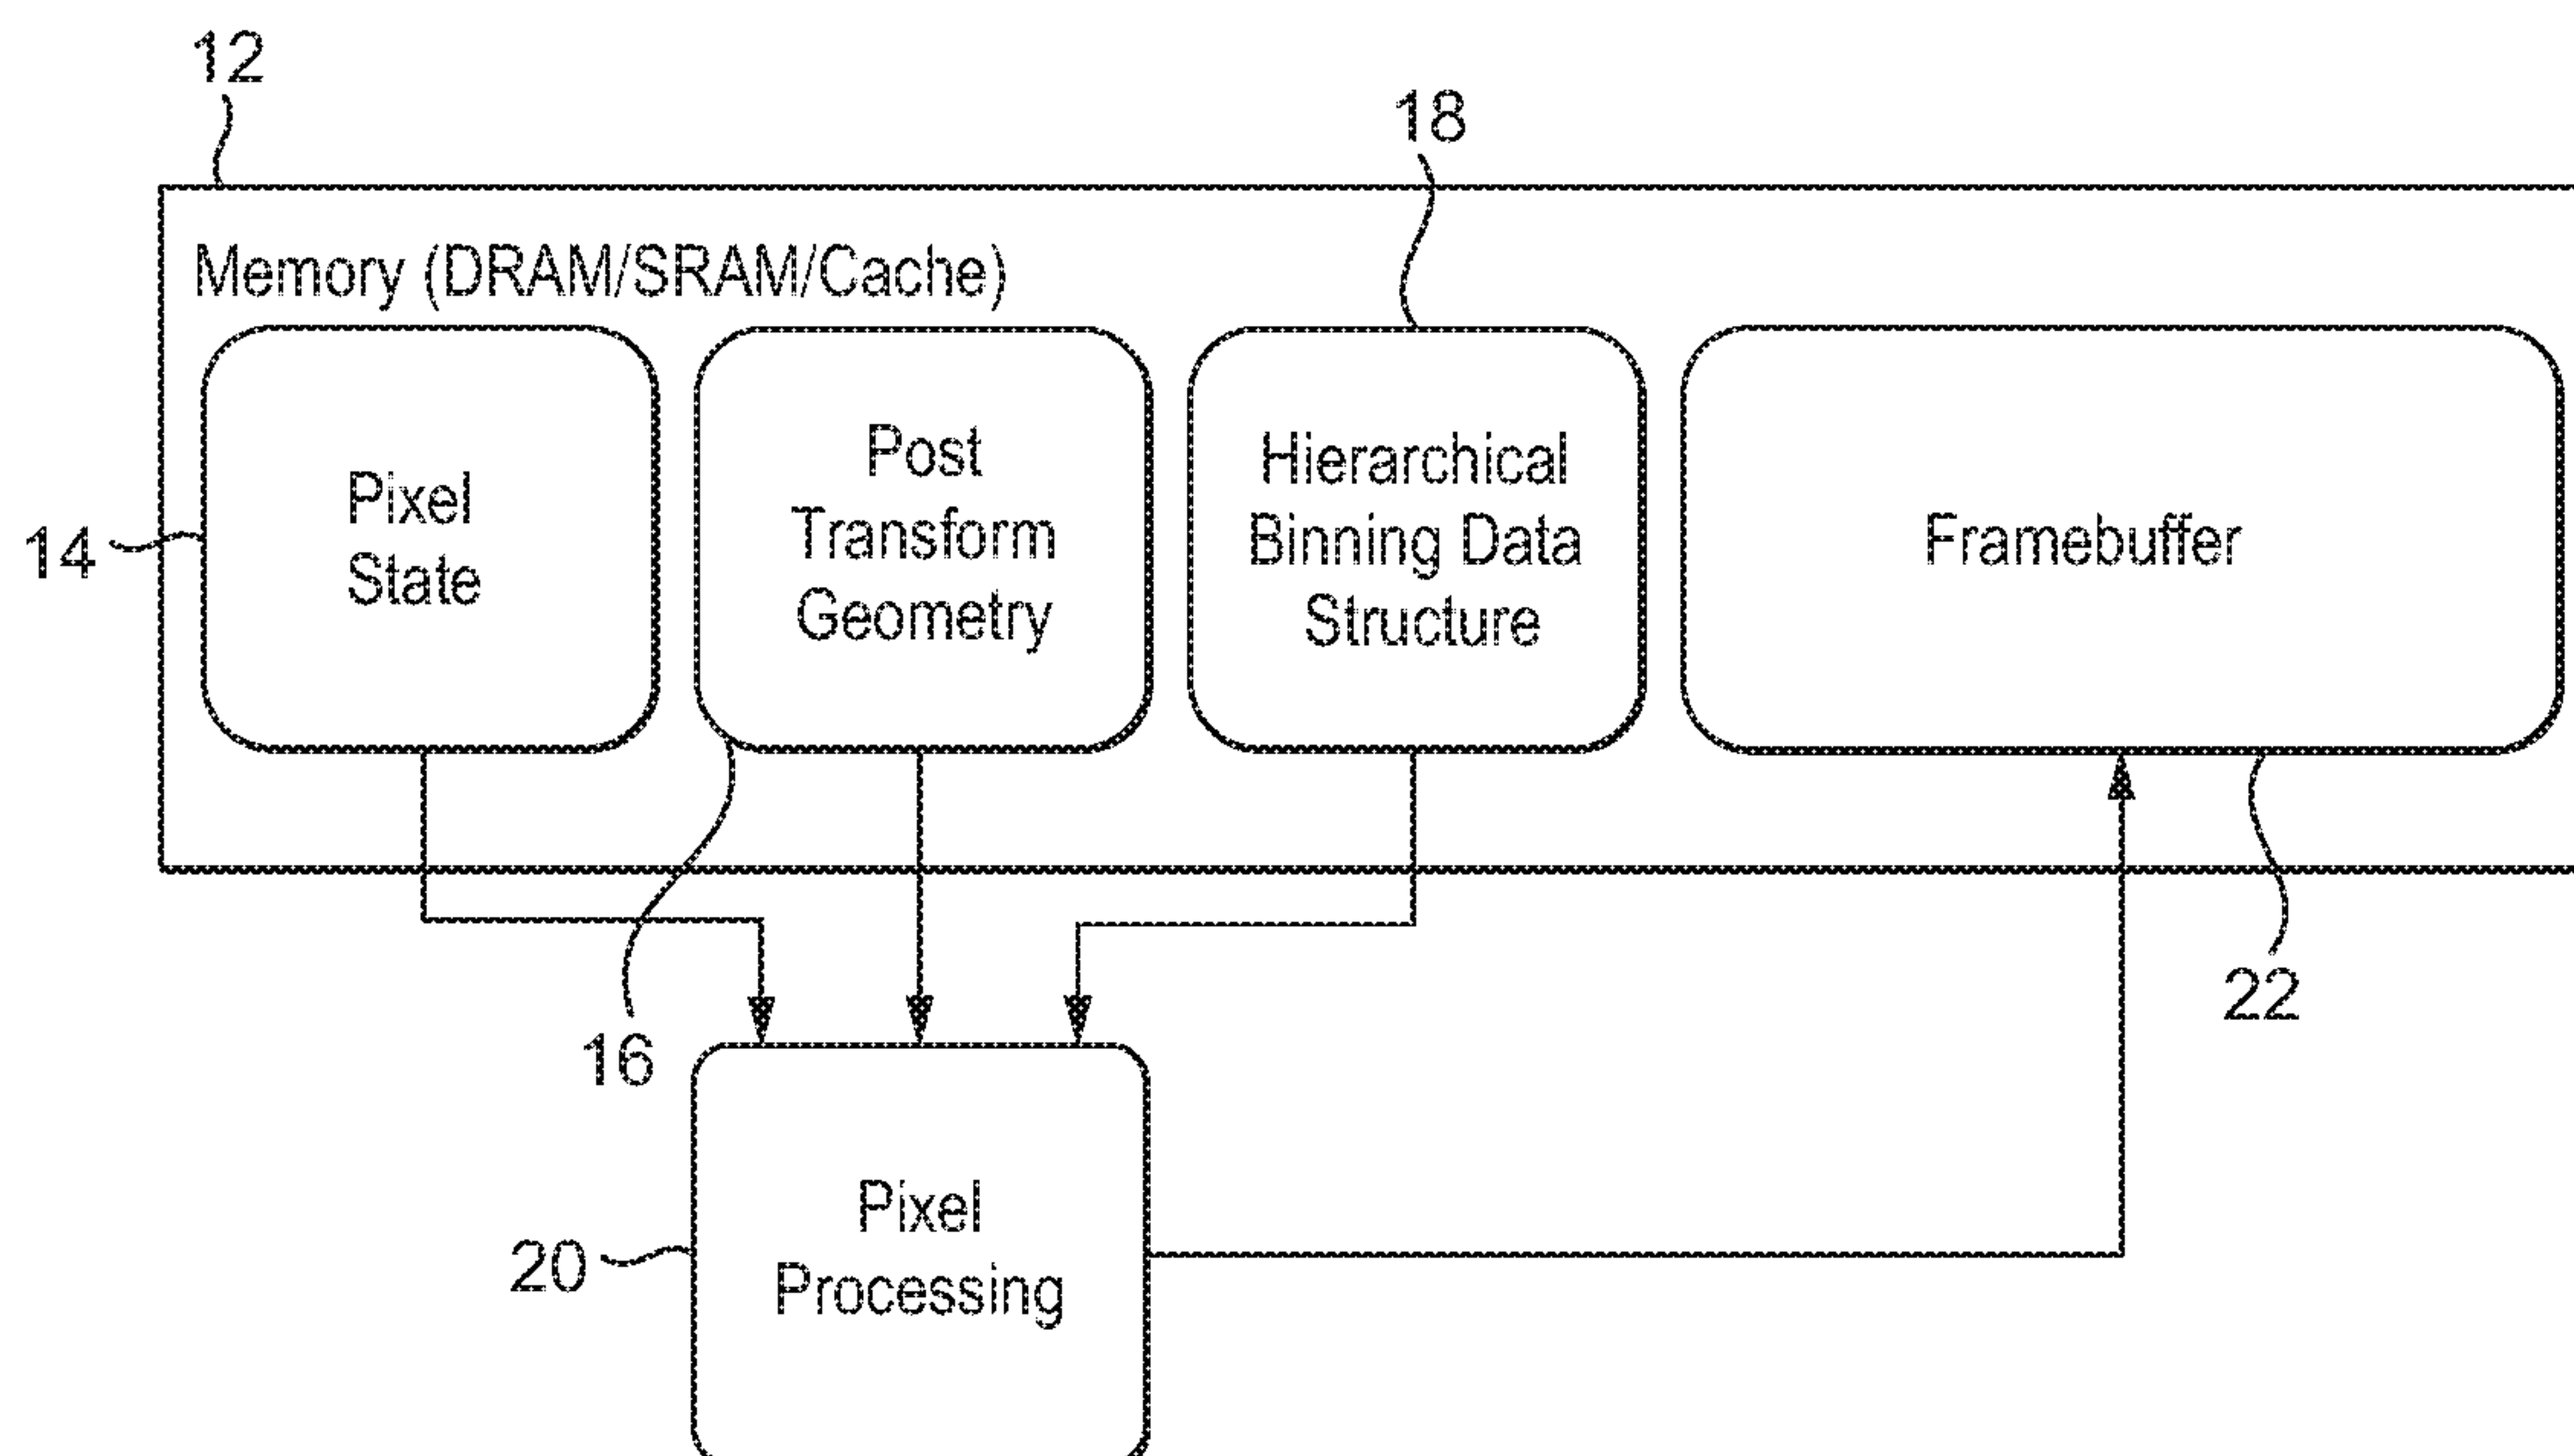 12
18
Memory (DRAM/SRAM/Cache)
14
Pixel
State
Post
Transform
Geometry
Hierarchical
Binning Data
Structure
Framebuffer
16
22
20
Pixel
Processing